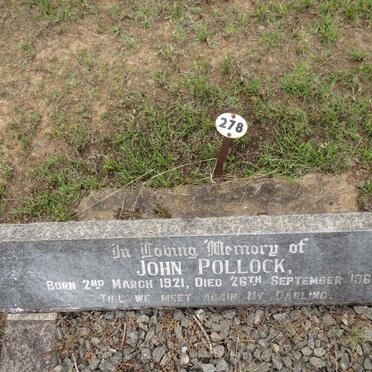 278
In Loving Memory of
JOHN POLLOCK,
BORN 2ND MARCH 1921, DIED 26TH SEPTEMBER 196
TILL WE MEET AGAIN MY DARLING.